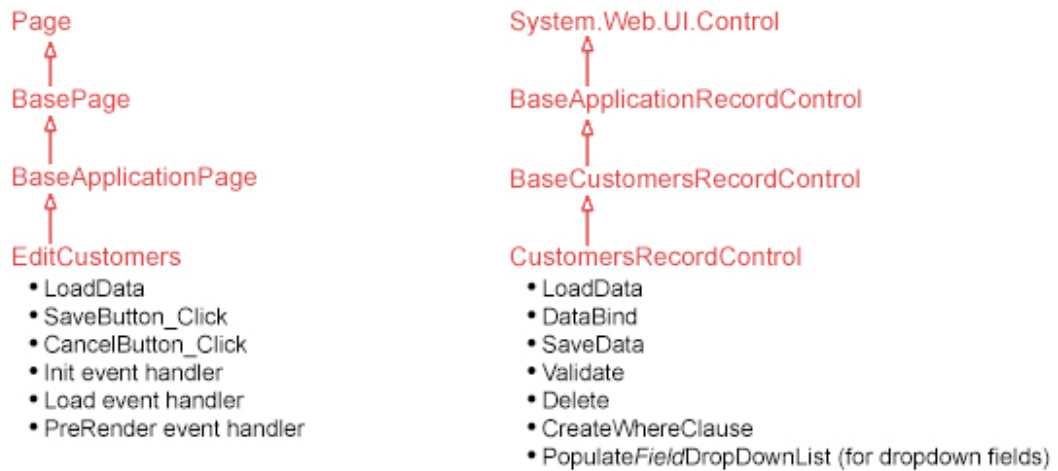 Page
BasePage
BaseApplicationPage
EditCustomers
• LoadData
• SaveButton_Click
• CancelButton_Click
• Init event handler
• Load event handler
• PreRender event handler
System.Web.UI.Control
BaseApplicationRecordControl
BaseCustomersRecordControl
CustomersRecordControl
• LoadData
• DataBind
• SaveData
• Validate
• Delete
• CreateWhereClause
• PopulateFieldDropDownList (for dropdown fields)